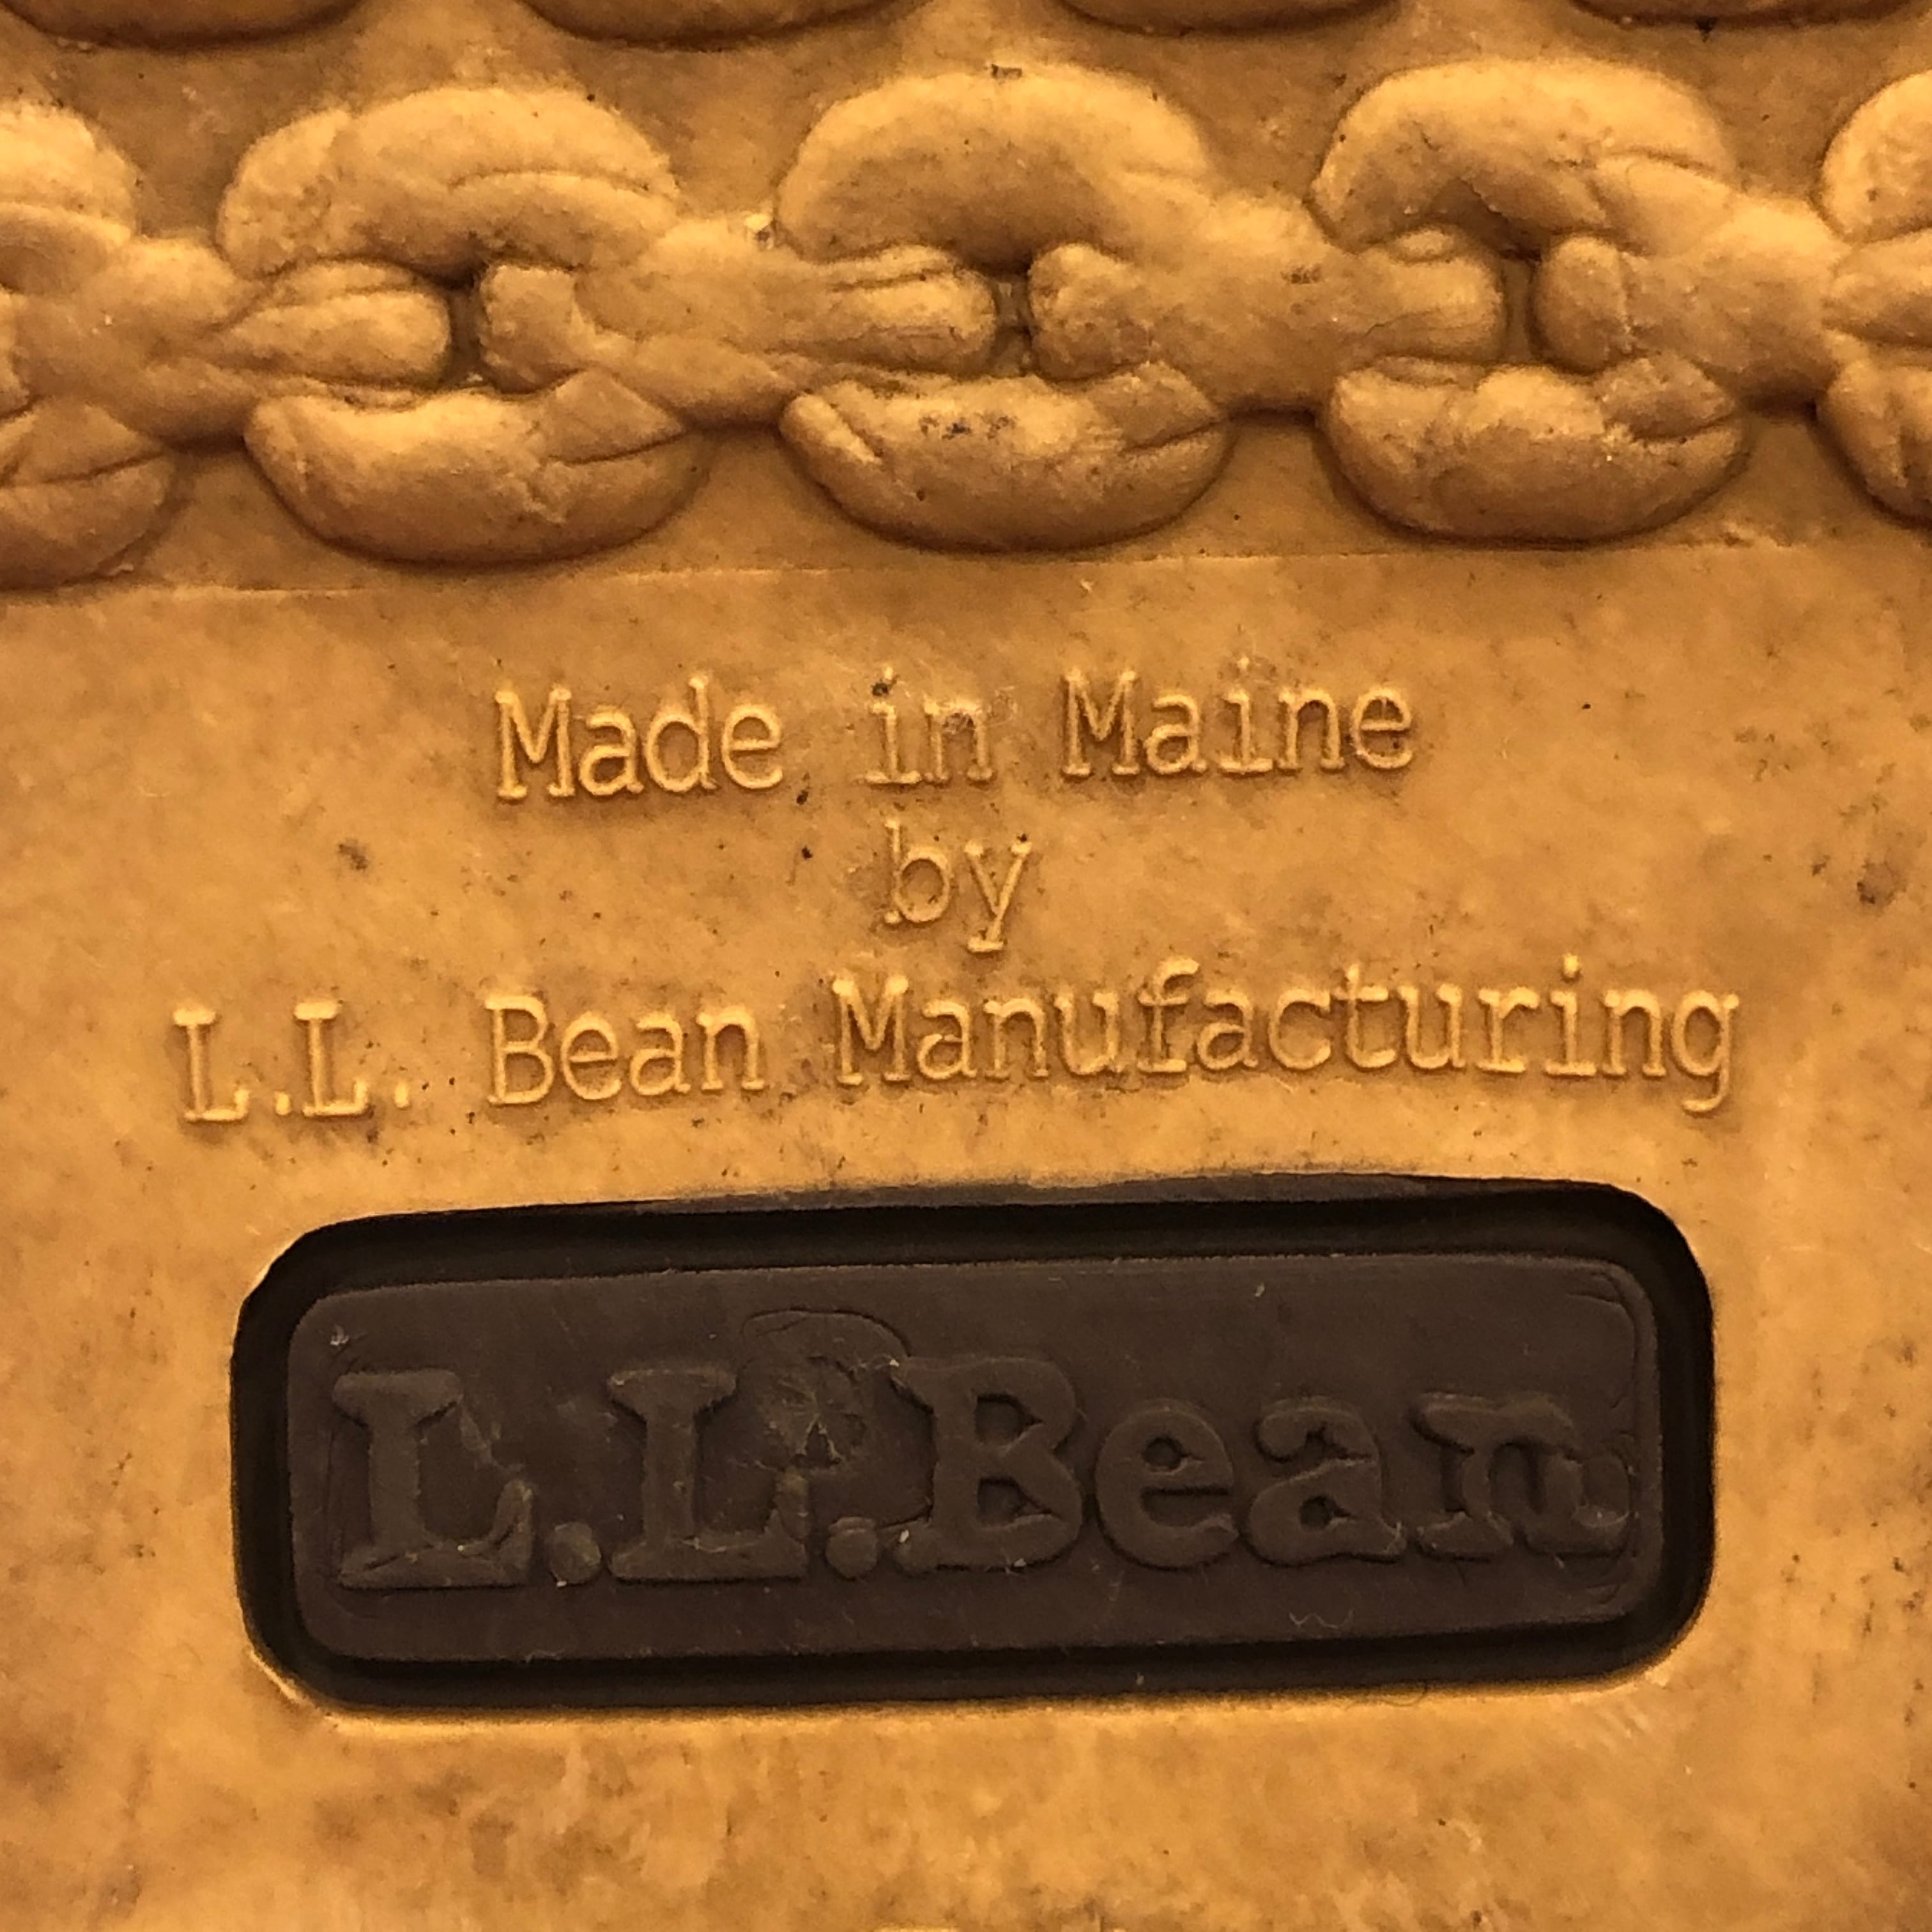 Made in Maine
by
L.L. Bean Manufacturing
L.L.Bean